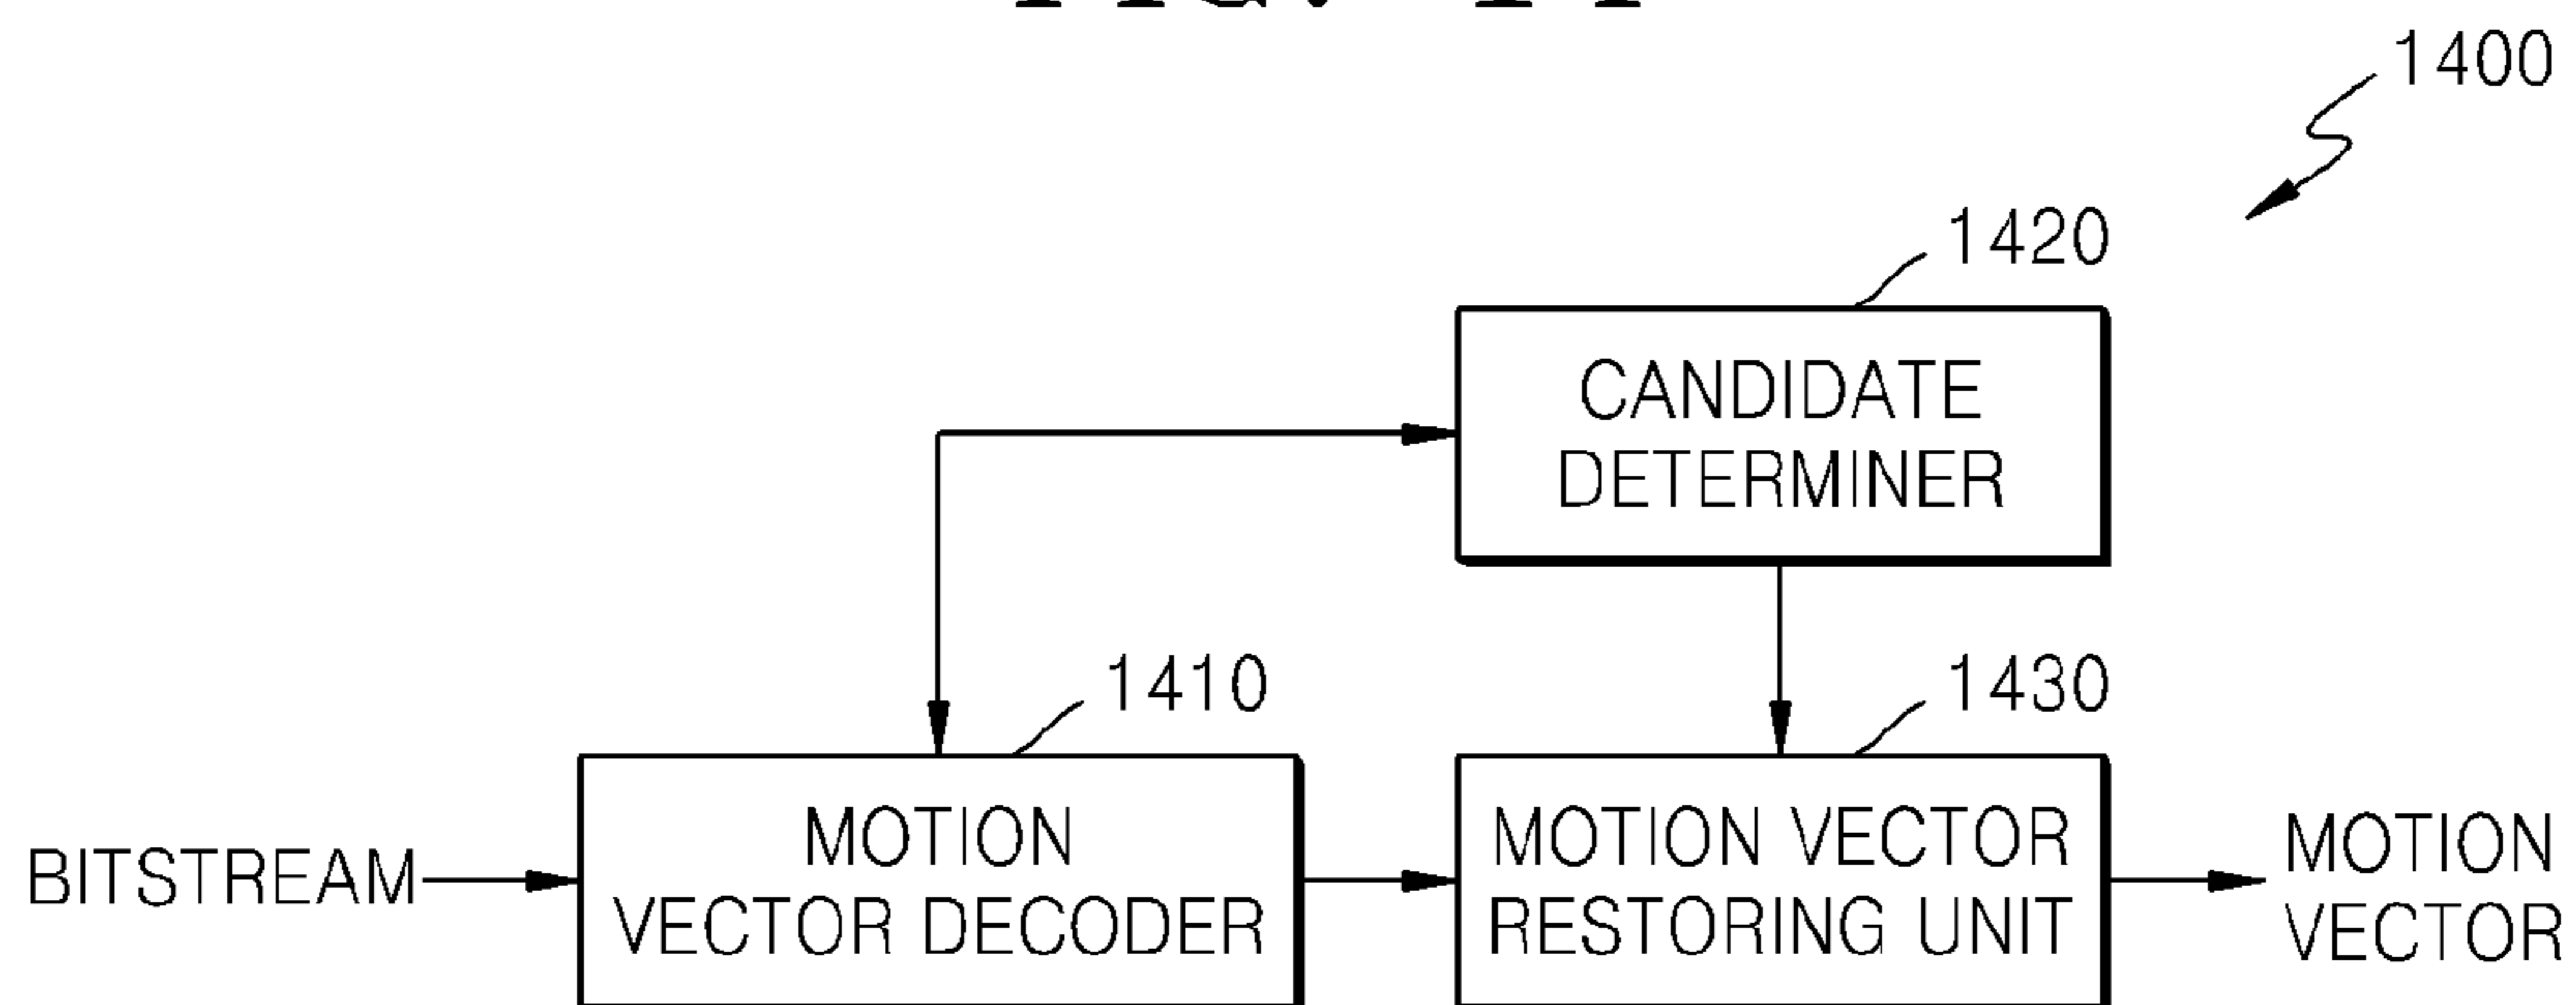 1400
1420
CANDIDATE
DETERMINER
1410
1430
BITSTREAM
MOTION
VECTOR DECODER
MOTION VECTOR
RESTORING UNIT
MOTION
VECTOR